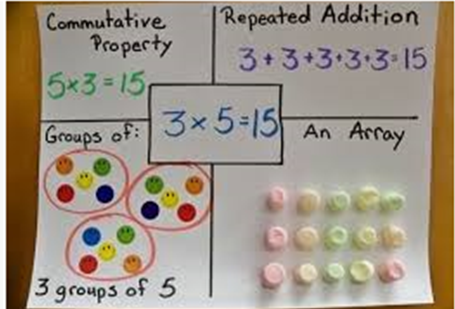 Commutative
Property
5×3=15
Repeated Addition
3+3+3+3+3=15
3×5=15
Groups of:
3 groups of 5
An Array